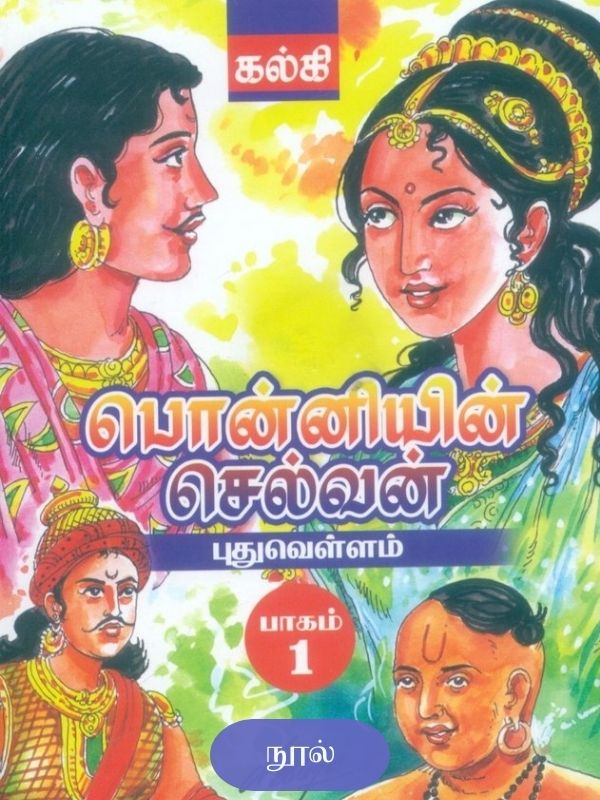 கல்கி
பொன்னியின்
செல்வன்
புதுவெள்ளம்
பாகம்
1
நூல்